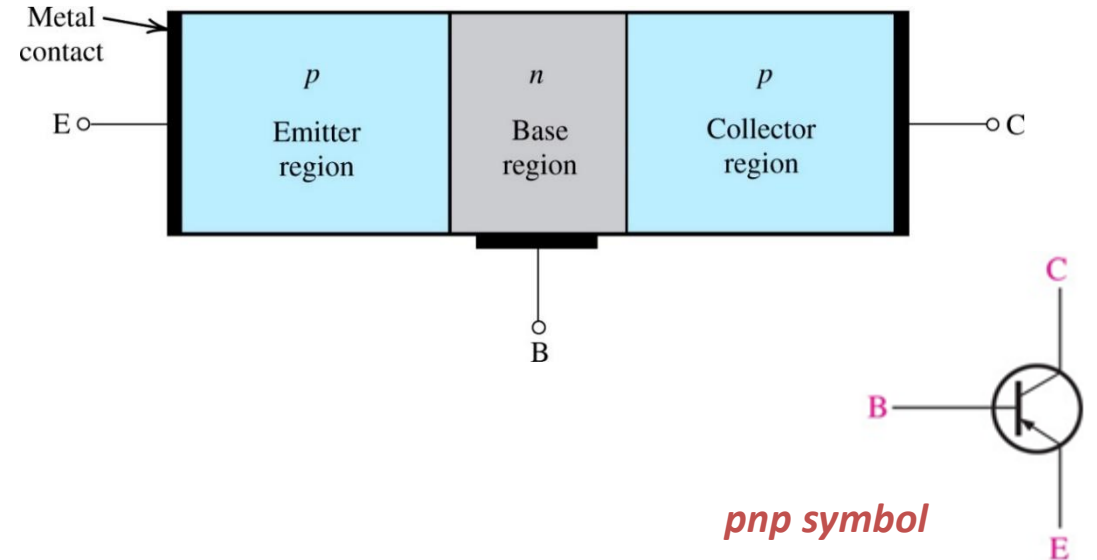 Metal
contact
p
Emitter
region
n
Base
region
p
Collector
region
E
C
B
C
B
E
pnp symbol